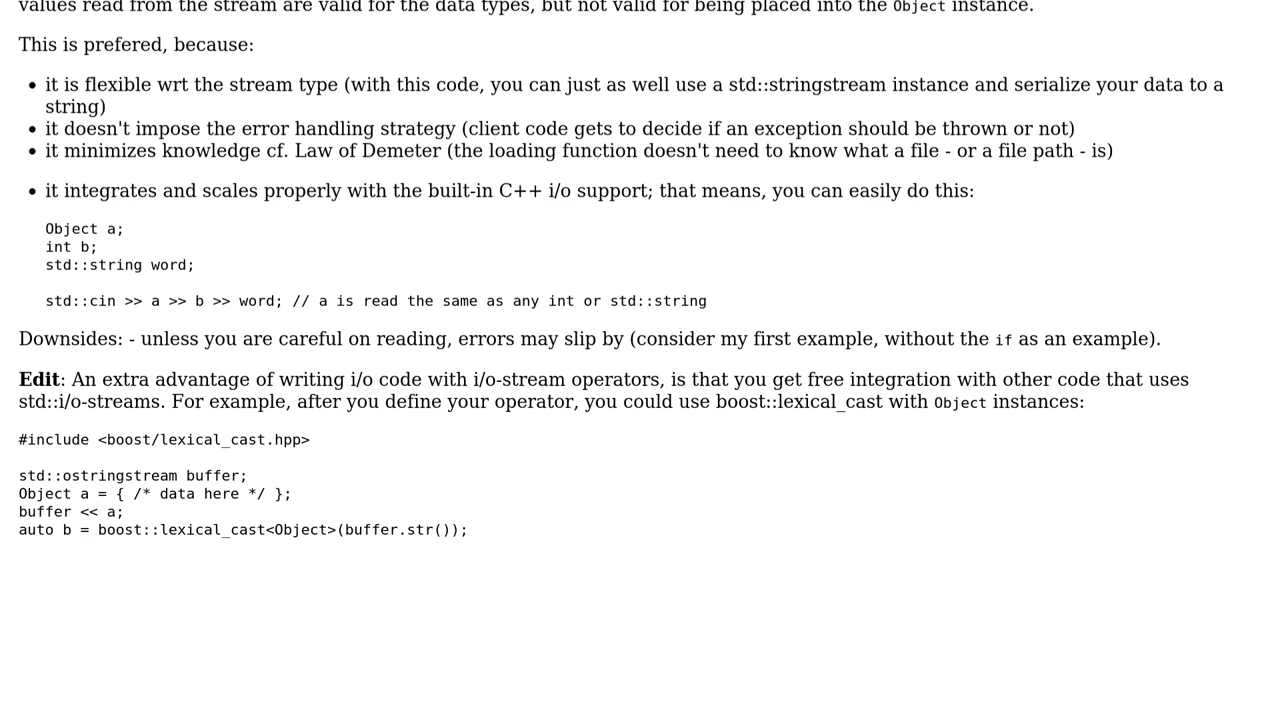 values read from the stream are valid for the data types, but not valid for being placed into the Object instance.
This is prefered, because:
• it is flexible wrt the stream type (with this code, you can just as well use a std::stringstream instance and serialize your data to a
string)
• it doesn't impose the error handling strategy (client code gets to decide if an exception should be thrown or not)
• it minimizes knowledge cf. Law of Demeter (the loading function doesn't need to know what a file - or a file path - is)
• it integrates and scales properly with the built-in C++ i/o support; that means, you can easily do this:
Object a;
int b;
std::string word;
std::cin >> a >> b >> word; // a is read the same as any int or std::string
Downsides: - unless you are careful on reading, errors may slip by (consider my first example, without the if as an example).
Edit: An extra advantage of writing i/o code with i/o-stream operators, is that you get free integration with other code that uses
std::i/o-streams. For example, after you define your operator, you could use boost::lexical_cast with Object instances:
#include <boost/lexical_cast.hpp>
std::ostringstream buffer;
Object a = { /* data here */ };
buffer << a;
auto b = boost::lexical_cast<Object>(buffer.str());